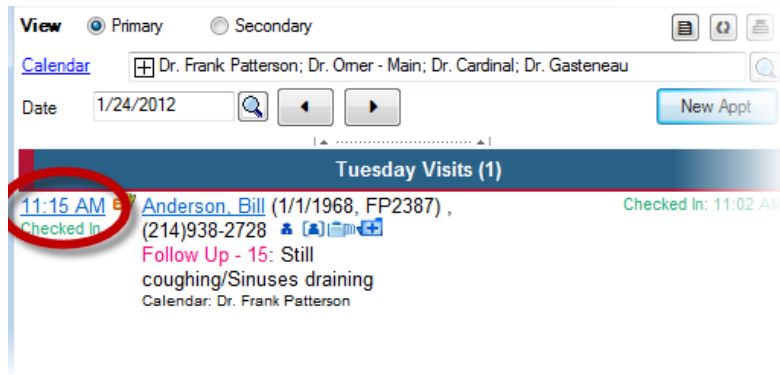 View Primary Secondary
Calendar Dr. Frank Patterson; Dr. Omer - Main; Dr. Cardinal; Dr. Gasteneau
Date 1/24/2012 New Appt
Tuesday Visits (1)
11:15 AM Anderson, Bill (1/1/1968, FP2387) , Checked In: 11:02 AM
Checked In (214)938-2728
Follow Up - 15: Still
coughing/Sinuses draining
Calendar: Dr. Frank Patterson